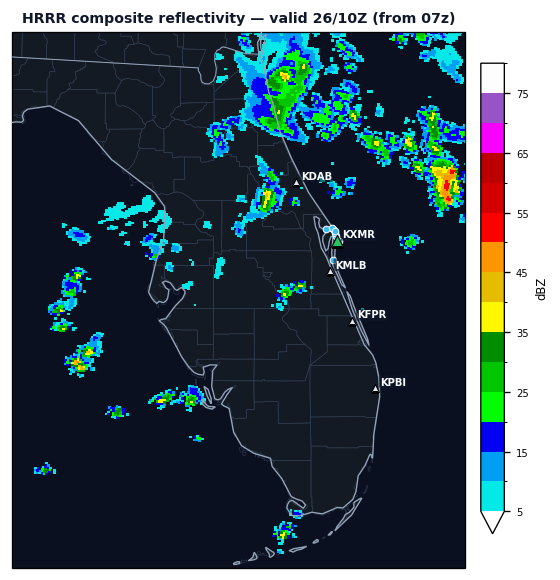 HRRR composite reflectivity — valid 26/10Z (from 07z)
75
65
KDAB
55
KXMR
KMLB
45
dBZ
KFPR
35
KPBI
25
15
5